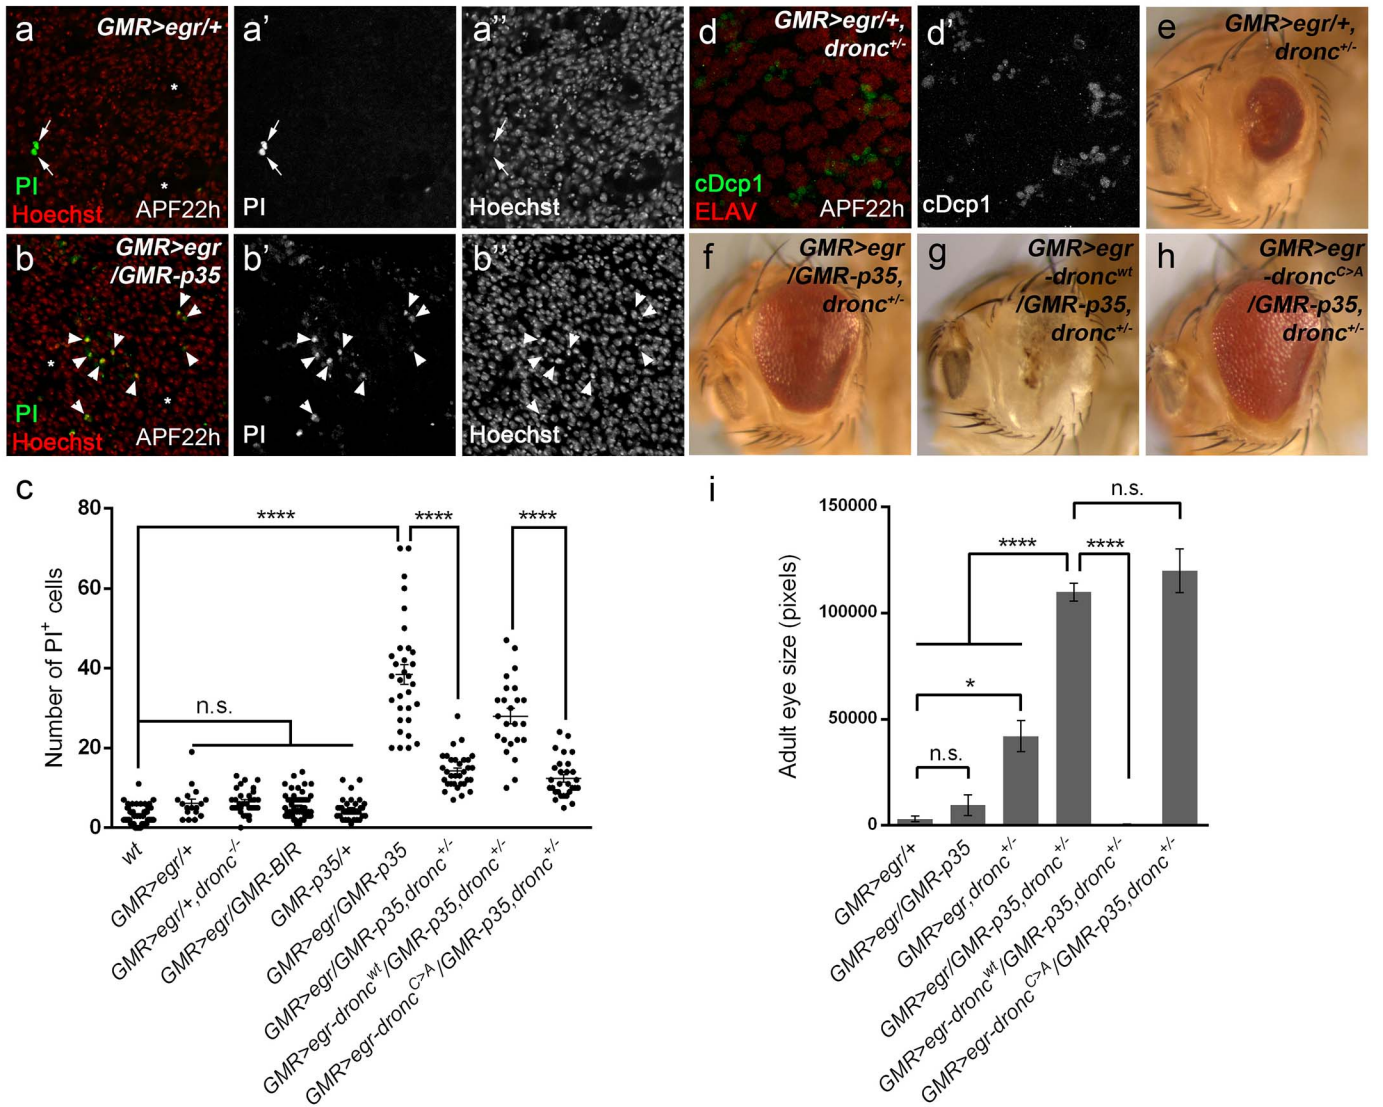 a
GMR>egr/+
*
*
PI
Hoechst
APF22h
a’
PI
a’’
Hoechst
d
GMR>egr/+,
dronc+/-
cDcp1
ELAV
APF22h
d’
cDcp1
e
GMR>egr/+,
dronc+/-
b
GMR>egr
/GMR-p35
*
*
PI
Hoechst
APF22h
b’
PI
b’’
Hoechst
f
GMR>egr
/GMR-p35,
dronc+/-
g
GMR>egr
-droncwt
/GMR-p35,
dronc+/-
h
GMR>egr
-droncC>A
/GMR-p35,
dronc+/-
c
Number of PI+ cells
80
60
40
20
0
****
****
****
n.s.
wt
GMR>egr/+
GMR>egr/+,dronc-/-
GMR>egr/GMR-BIR
GMR-p35/+
GMR>egr/GMR-p35
GMR>egr/GMR-p35,dronc+/-
GMR>egr-droncwt/GMR-p35,dronc+/-
GMR>egr-droncC>A/GMR-p35,dronc+/-
i
Adult eye size (pixels)
150000
100000
50000
0
n.s.
****
****
*
n.s.
GMR>egr/+
GMR>egr/GMR-p35
GMR>egr,dronc+/-
GMR>egr/GMR-p35,dronc+/-
GMR>egr-droncwt/GMR-p35,dronc+/-
GMR>egr-droncC>A/GMR-p35,dronc+/-